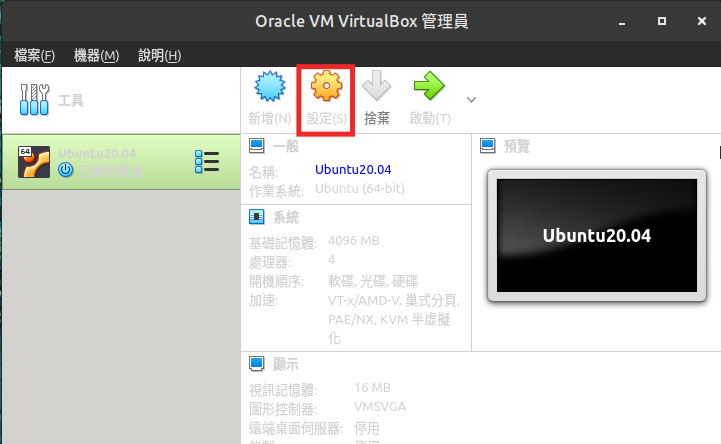 Oracle VM VirtualBox 管理員
檔案(F) 機器(M) 說明(H)
工具
新增(N) 設定(S) 捨棄 啟動(T)
64
Ubuntu20.04
一般
名稱: Ubuntu20.04
作業系統: Ubuntu (64-bit)
預覽
Ubuntu20.04
系統
基礎記憶體: 4096 MB
處理器: 4
開機順序: 軟碟, 光碟, 硬碟
加速: VT-x/AMD-V, 巢式分頁,
PAE/NX, KVM 半虛擬
化
顯示
視訊記憶體: 16 MB
圖形控制器: VMSVGA
遠端桌面伺服器: 停用
停用